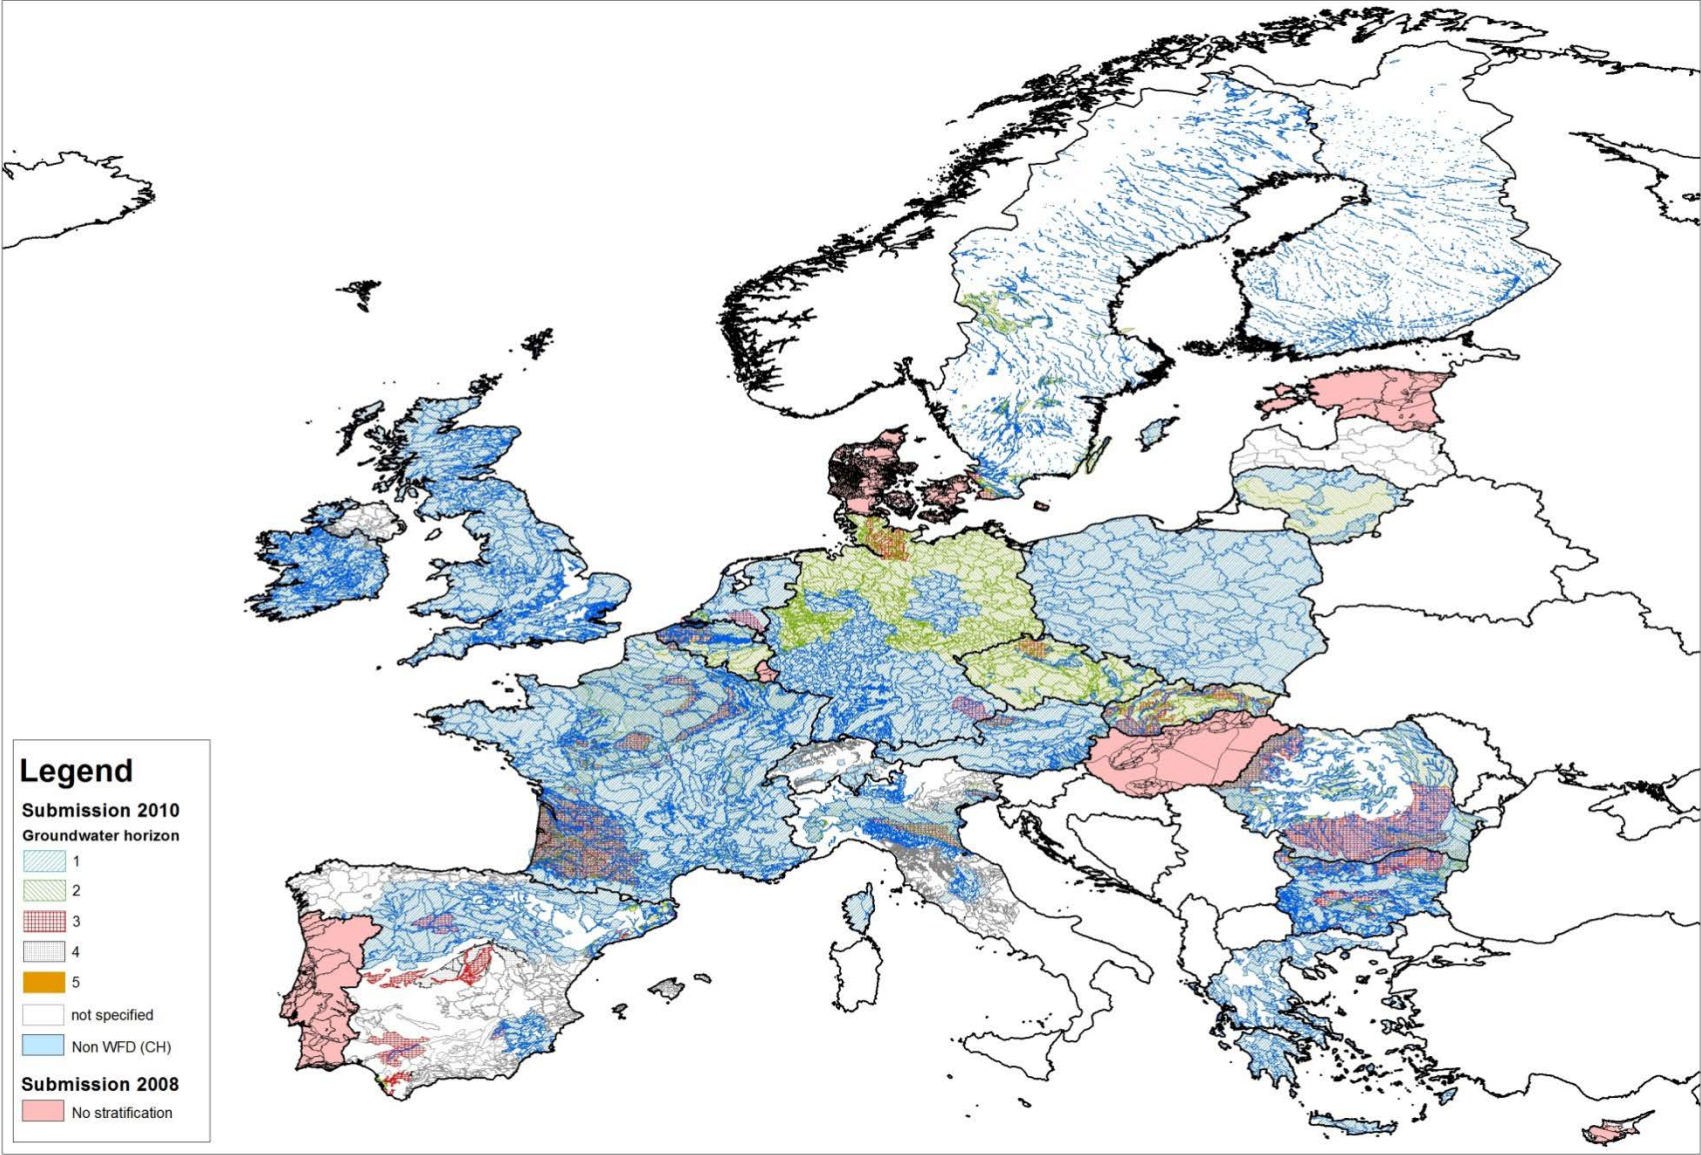 Legend
Submission 2010
Groundwater horizon
1
2
3
4
5
not specified
Non WFD (CH)
Submission 2008
No stratification